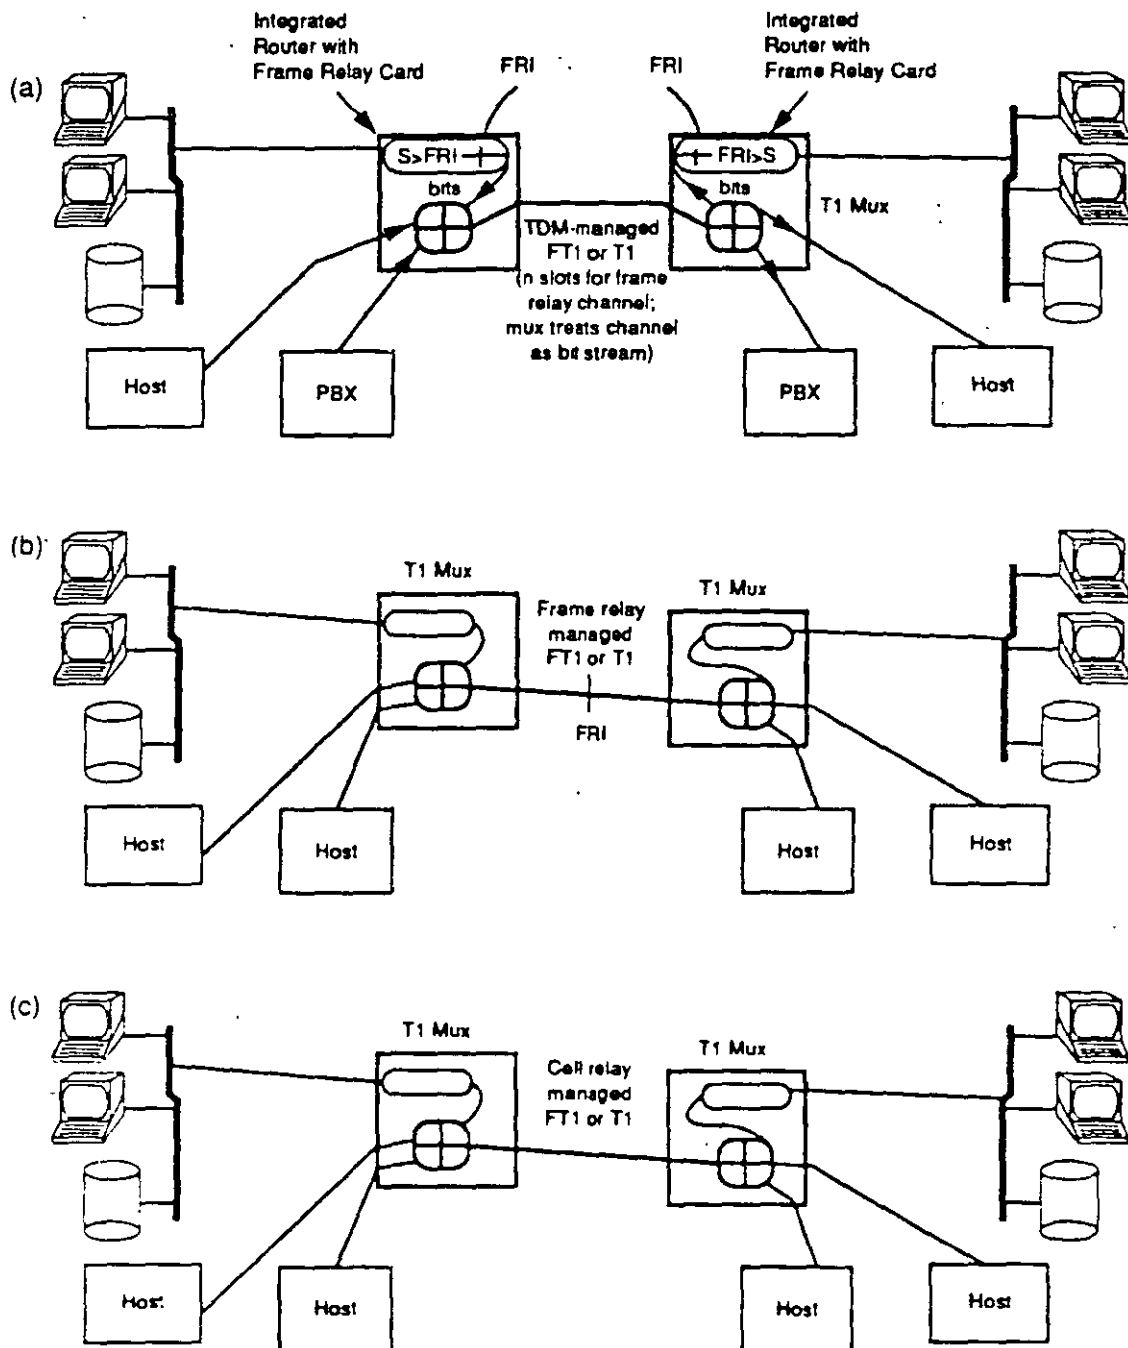 (a)
Integrated
Router with
Frame Relay Card
FRI
FRI
Integrated
Router with
Frame Relay Card
S>FRI
FRI>S
bits
bits
T1 Mux
TDM-managed
FT1 or T1
(n slots for frame
relay channel;
mux treats channel
as bit stream)
Host
PBX
PBX
Host
(b)
T1 Mux
T1 Mux
Frame relay
managed
FT1 or T1
FRI
Host
Host
Host
Host
(c)
T1 Mux
T1 Mux
Cell relay
managed
FT1 or T1
Host
Host
Host
Host